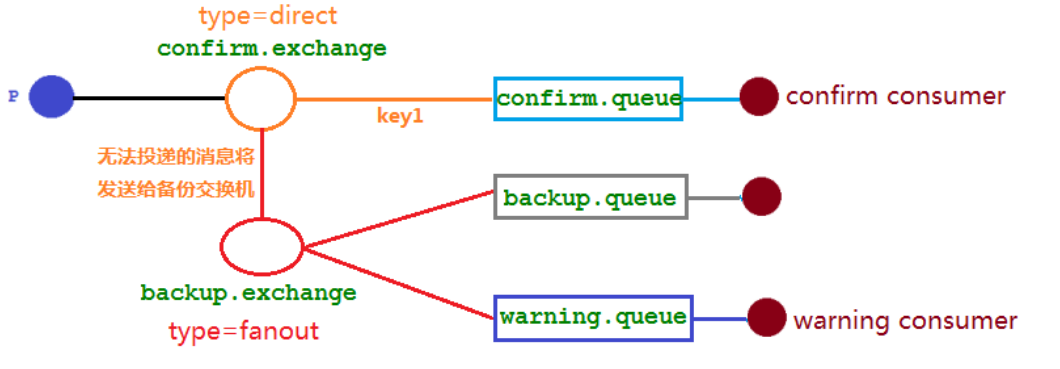 type=direct
confirm.exchange
P
key1
confirm.queue
confirm consumer
无法投递的消息将
发送给备份交换机
backup.queue
backup.exchange
type=fanout
warning.queue
warning consumer